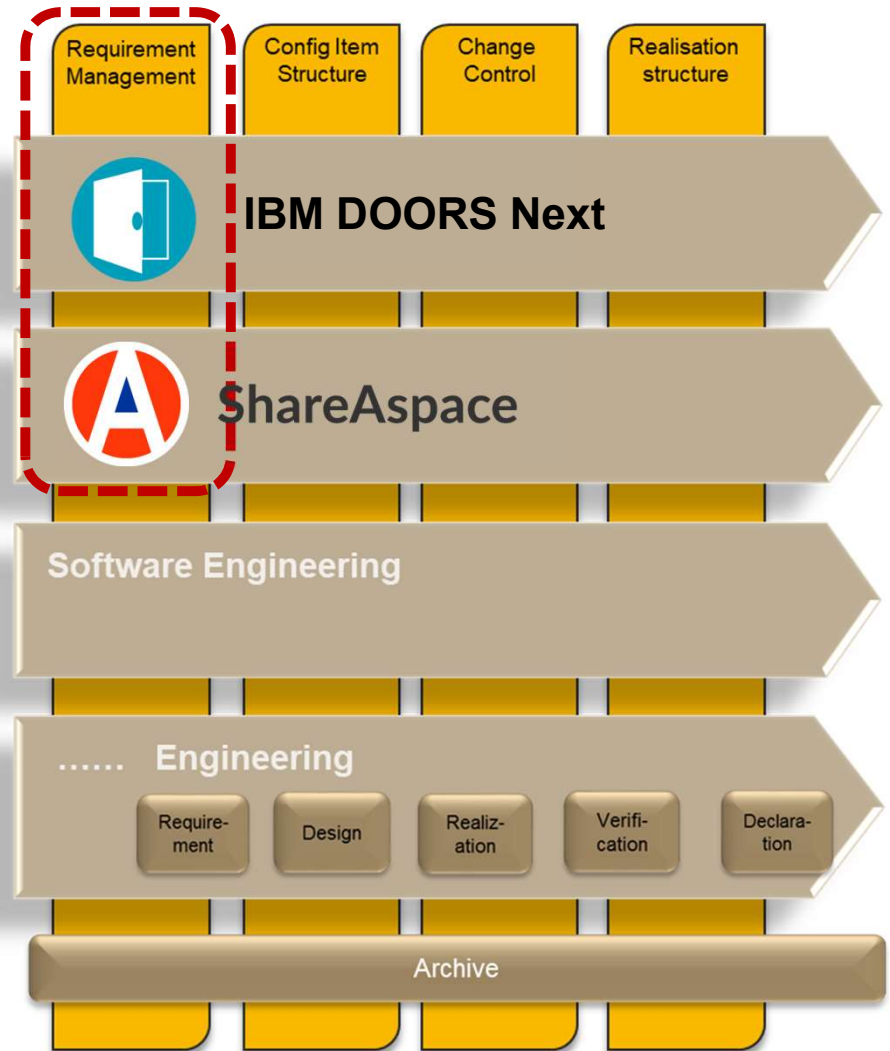 Requirement
Management
Config Item
Structure
Change
Control
Realisation
structure
IBM DOORS Next
ShareAspace
Software Engineering
...... Engineering
Require-
ment
Design
Realiz-
ation
Verifi-
cation
Declara-
tion
Archive